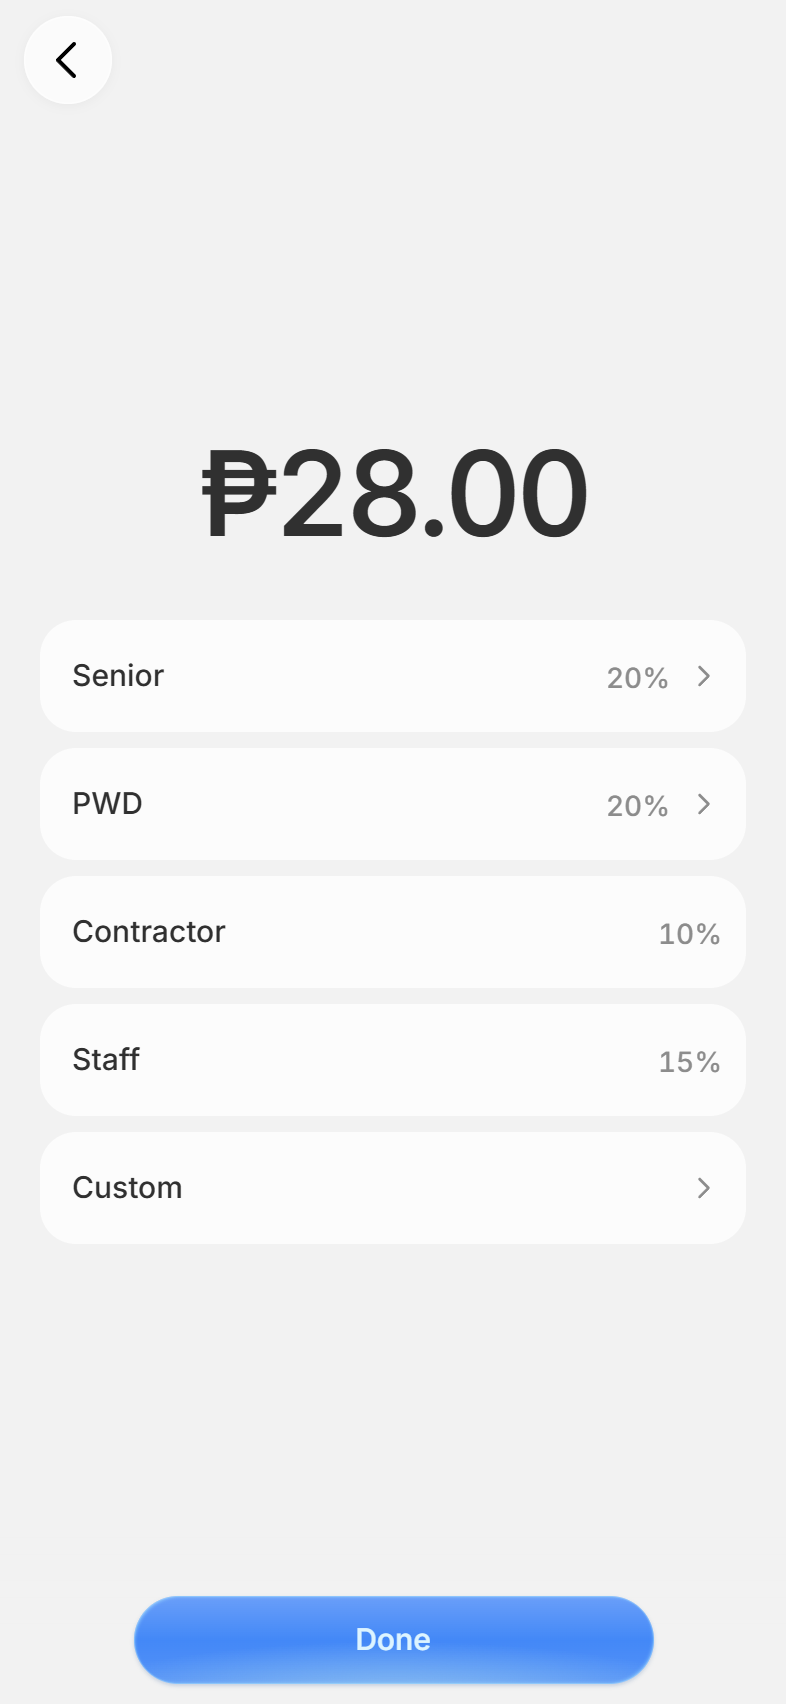 ₱28.00
Senior 20%
PWD 20%
Contractor 10%
Staff 15%
Custom
Done